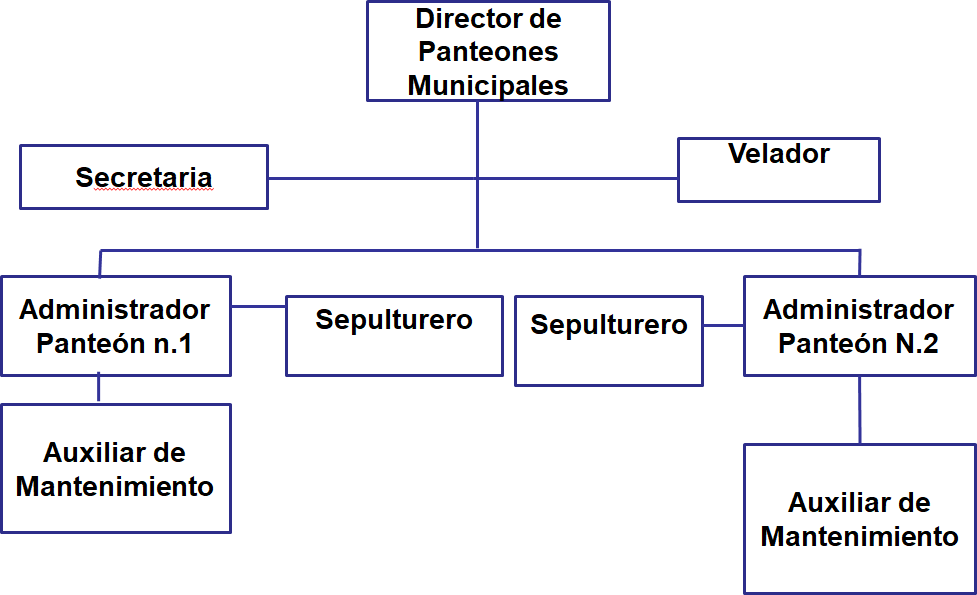 Director de
Panteones
Municipales
Secretaria
Velador
Administrador
Panteón n.1
Sepulturero
Sepulturero
Administrador
Panteón N.2
Auxiliar de
Mantenimiento
Auxiliar de
Mantenimiento